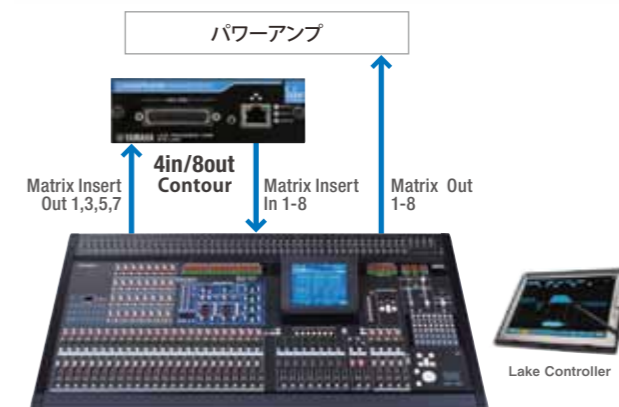 パワーアンプ
YAMAHA
4in/8out
Contour
Matrix Insert
Out 1,3,5,7
Matrix Insert
In 1-8
Matrix Out
1-8
Lake Controller